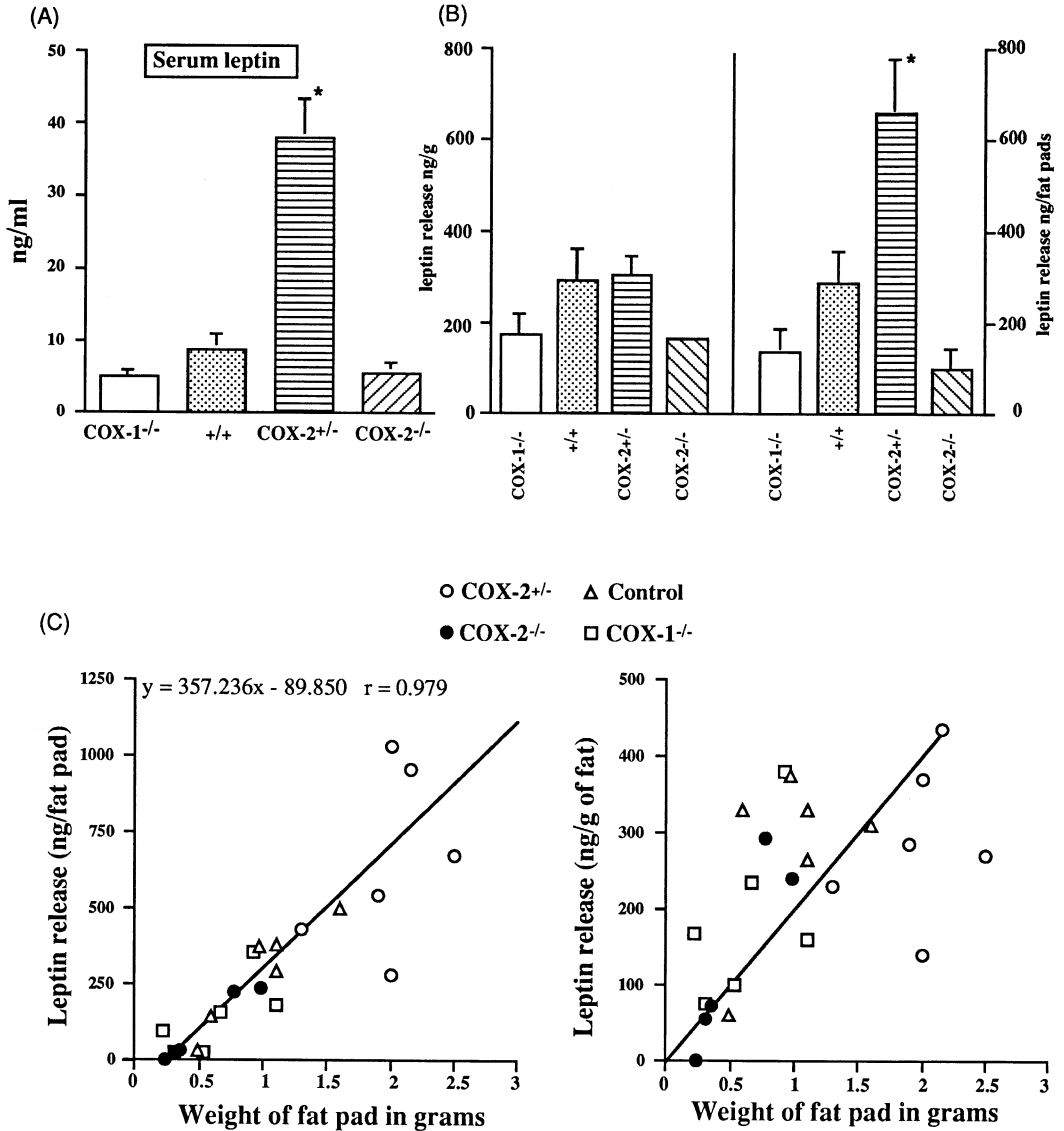 (A)
Serum leptin
50
40
30
20
10
0
ng/ml
*
COX-1-/-
+/+
COX-2+/-
COX-2-/-
(B)
800
600
400
200
0
leptin release ng/g
COX-1-/-
+/+
COX-2+/-
COX-2-/-
*
COX-1-/-
+/+
COX-2+/-
COX-2-/-
800
600
400
200
0
leptin release ng/fat pads
COX-2+/-
Control
COX-2-/-
COX-1-/-
(C)
y = 357.236x - 89.850 r = 0.979
1250
1000
750
500
250
0
Leptin release (ng/fat pad)
0 0.5 1 1.5 2 2.5 3
Weight of fat pad in grams
500
400
300
200
100
0
Leptin release (ng/g of fat)
0 0.5 1 1.5 2 2.5 3
Weight of fat pad in grams